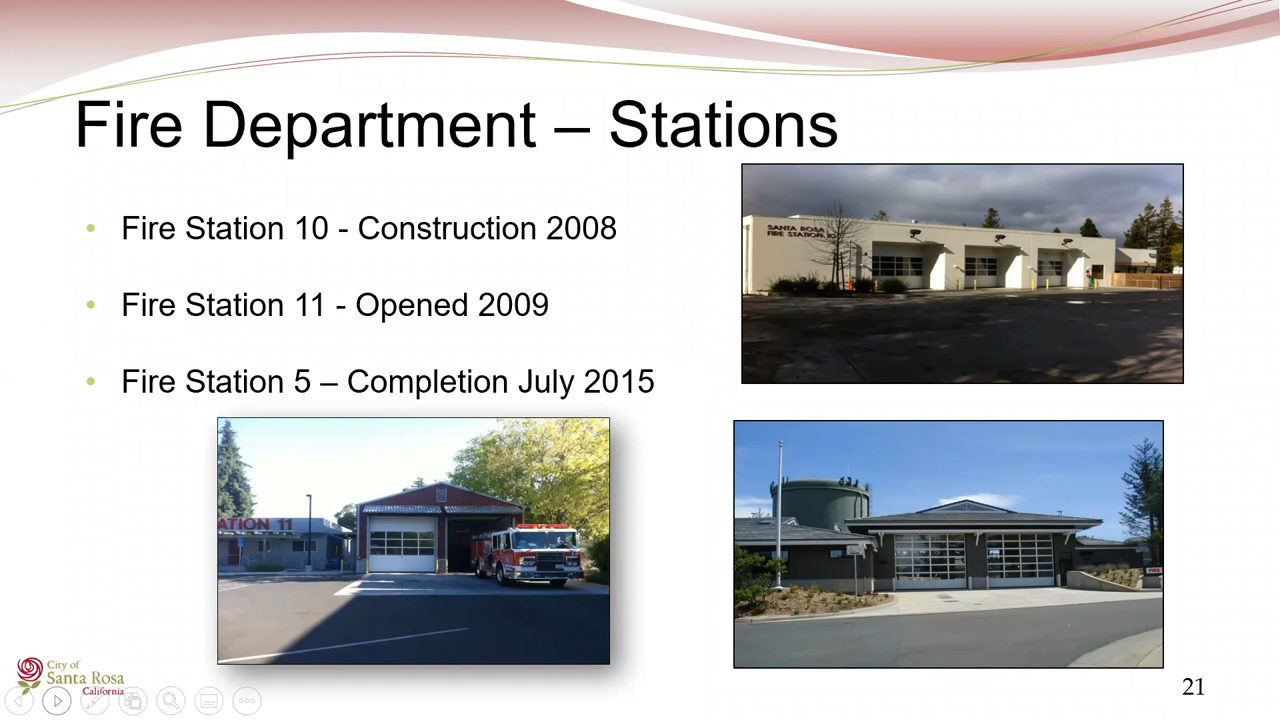 Fire Department – Stations
• Fire Station 10 - Construction 2008
• Fire Station 11 - Opened 2009
• Fire Station 5 – Completion July 2015
SANTA ROSA
FIRE STATION 10
ATION 11
FIRE
City of
Santa Rosa
California
21